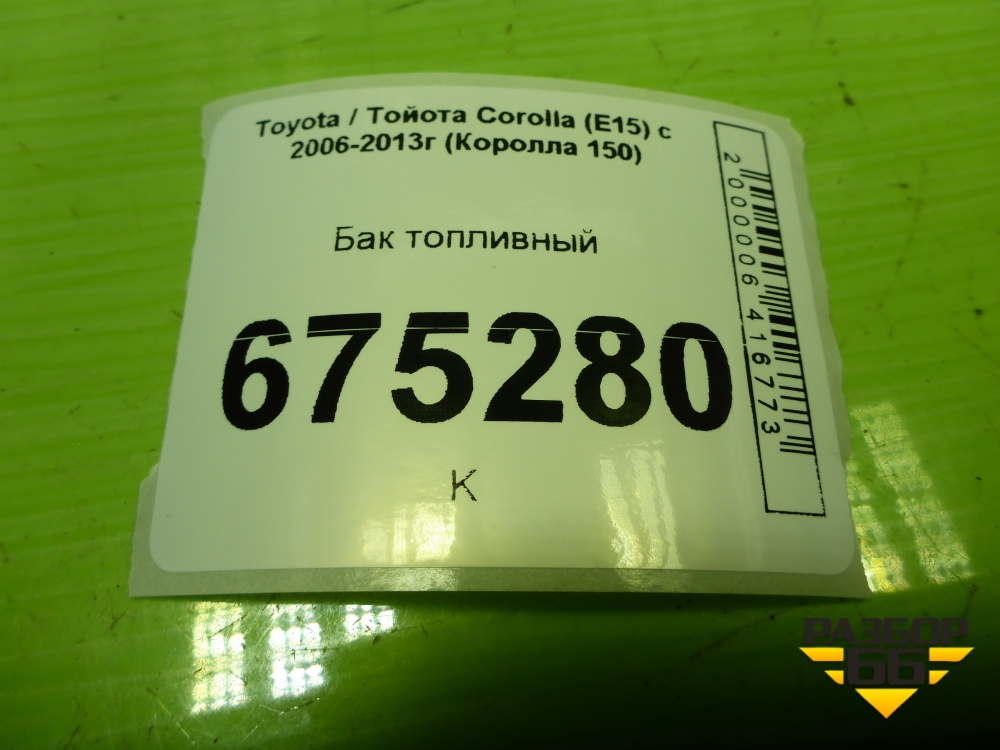 Toyota / Тойота Corolla (E15) с
2006-2013г (Королла 150)
Бак топливный
675280
К
2000006416773
РАЗБОР
66